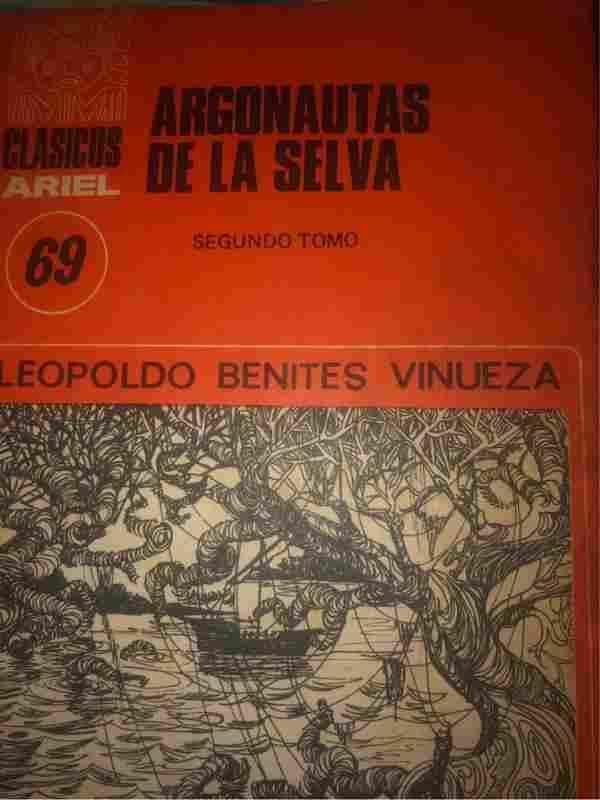 CLASICOS
ARIEL
69
ARGONAUTAS
DE LA SELVA
SEGUNDO TOMO
LEOPOLDO BENITES VINUEZA